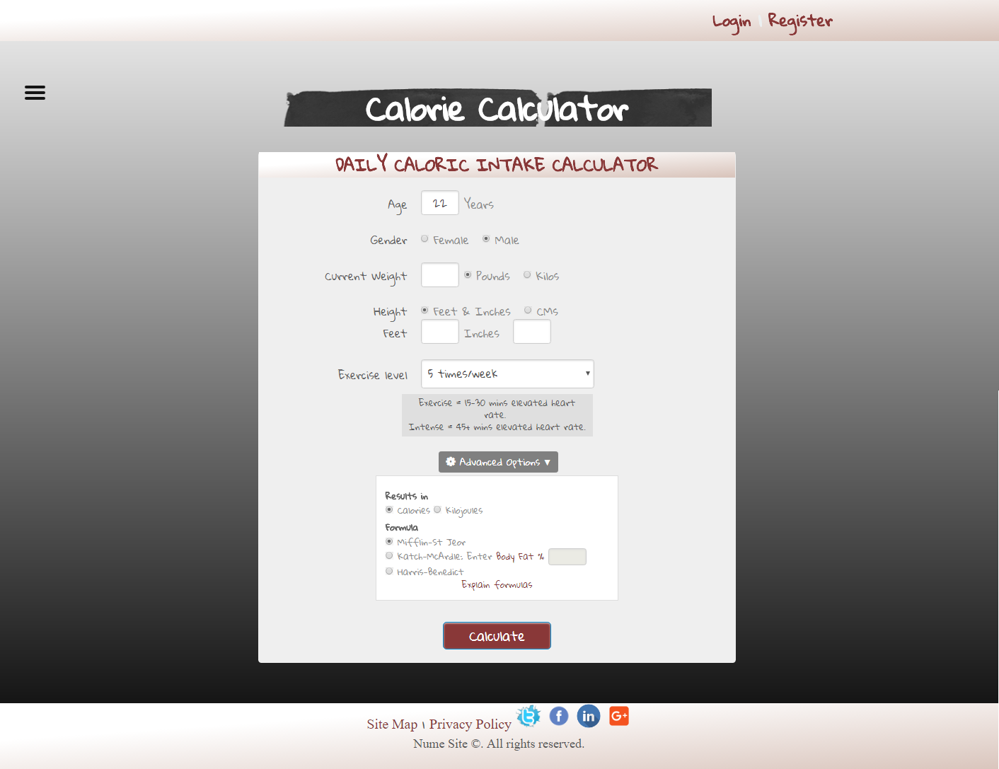 Login | Register
Calorie Calculator
DAILY CALORIC INTAKE CALCULATOR
Age 22 Years
Gender Female Male
Current Weight Pounds Kilos
Height Feet & Inches CMs
Feet Inches
Exercise level 5 times/week
Exercise = 15-30 mins elevated heart
rate.
Intense = 45+ mins elevated heart rate.
Advanced Options ▼
Results in
Calories Kilojoules
Formula
Mifflin-St Jeor
Katch-McArdle: Enter Body Fat %
Harris-Benedict
Explain formulas
Calculate
Site Map \ Privacy Policy f in G+
Nume Site ©. All rights reserved.